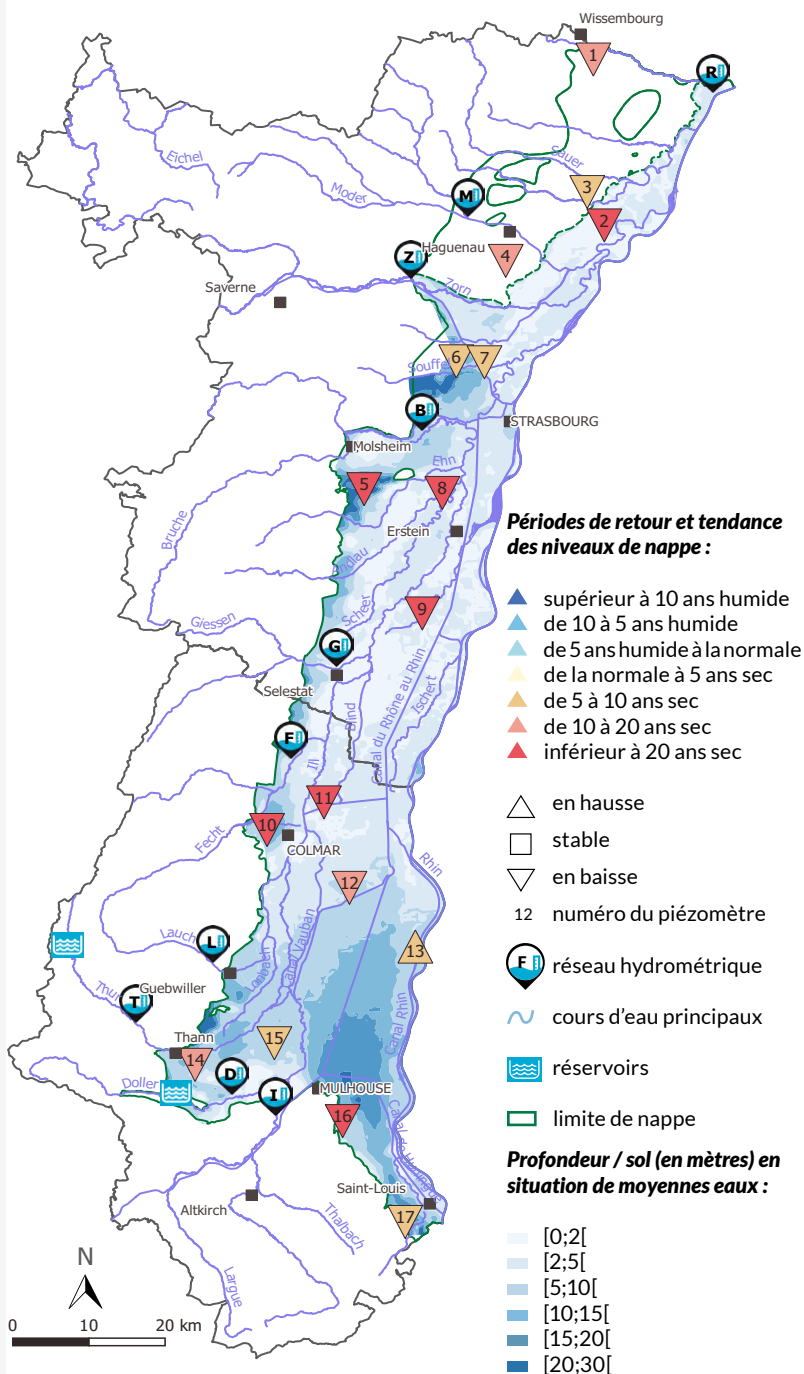 Wissembourg
1
R
Eichel
Sauer
Moder
M
3
2
Haguenau
4
Z
Zorn
Saverne
6
7
Souffel
B
STRASBOURG
Molsheim
Ehn
5
8
Erstein
Bruche
Andlau
Scheer
9
Giessen
G
Selestat
Blind
Canal du Rhône au Rhin
Ischert
F
Ill
11
10
Fecht
COLMAR
Rhin
12
Canal Vauban
13
L
Lauch
Guebwiller
Thur
T
Canal Rhin
Thann
15
14
Doller
D
I
MULHOUSE
16
Canal de Huningue
Saint-Louis
Altkirch
Thalbach
17
Largue
N
0 10 20 km
Périodes de retour et tendance
des niveaux de nappe :
supérieur à 10 ans humide
de 10 à 5 ans humide
de 5 ans humide à la normale
de la normale à 5 ans sec
de 5 à 10 ans sec
de 10 à 20 ans sec
inférieur à 20 ans sec
en hausse
stable
en baisse
12 numéro du piézomètre
F réseau hydrométrique
cours d'eau principaux
réservoirs
limite de nappe
Profondeur / sol (en mètres) en
situation de moyennes eaux :
[0;2[
[2;5[
[5;10[
[10;15[
[15;20[
[20;30[